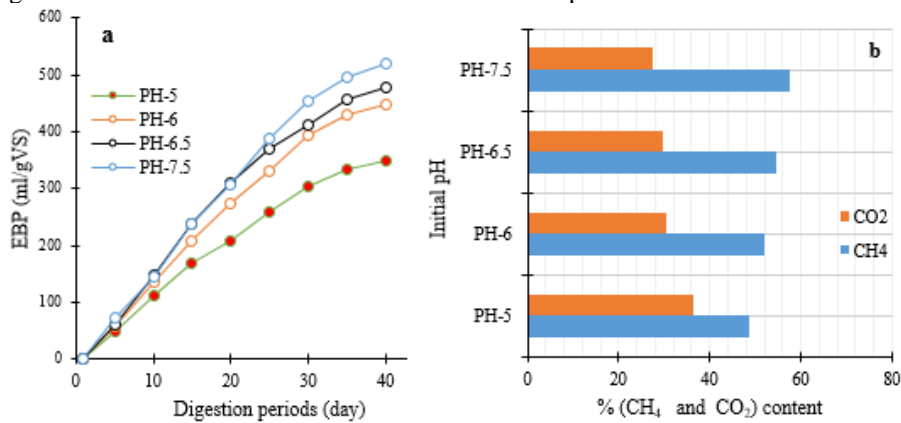 600
500
400
300
200
100
0
a
PH-5
PH-6
PH-6.5
PH-7.5
EBP (ml/gVS)
10 20 30 40
Digestion periods (day)
b
PH-7.5
PH-6.5
PH-6
PH-5
Initial pH
CO2
CH4
0 20 40 60 80
% (CH₄ and CO₂) content